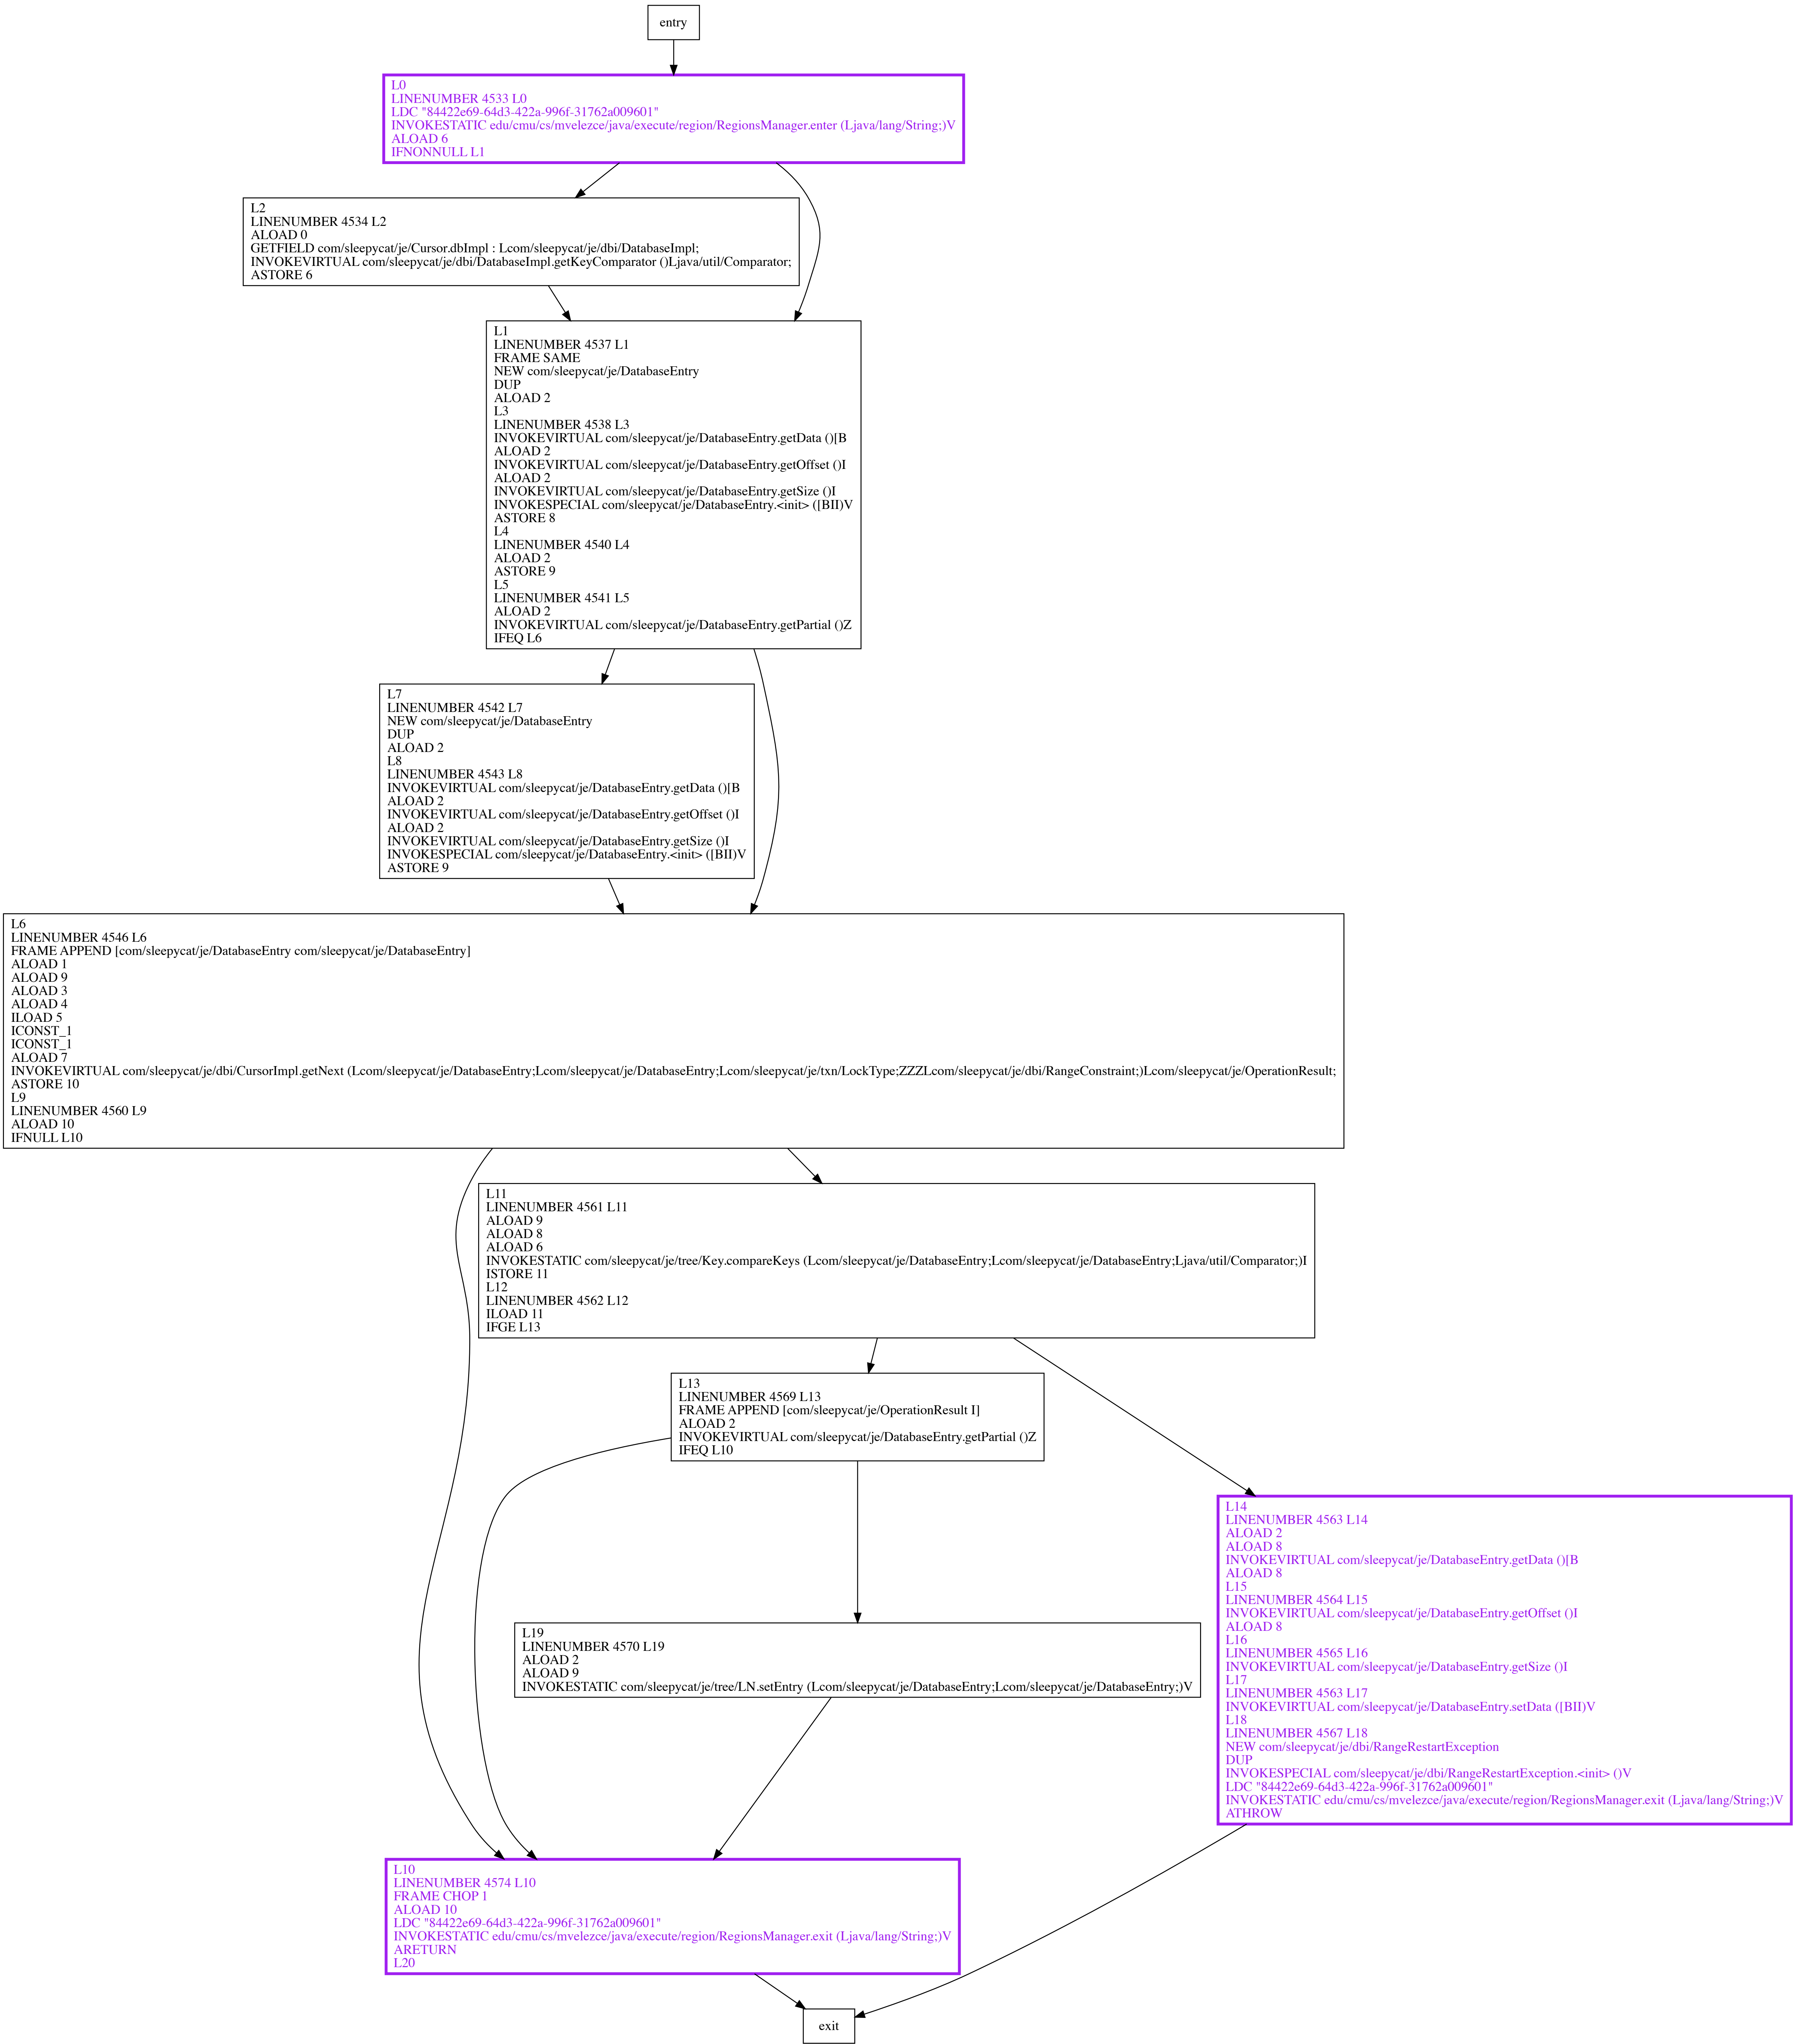 entry
L0
LINENUMBER 4533 L0
LDC "84422e69-64d3-422a-996f-31762a009601"
INVOKESTATIC edu/cmu/cs/mvelezce/java/execute/region/RegionsManager.enter (Ljava/lang/String;)V
ALOAD 6
IFNONNULL L1
L2
LINENUMBER 4534 L2
ALOAD 0
GETFIELD com/sleepycat/je/Cursor.dbImpl : Lcom/sleepycat/je/dbi/DatabaseImpl;
INVOKEVIRTUAL com/sleepycat/je/dbi/DatabaseImpl.getKeyComparator ()Ljava/util/Comparator;
ASTORE 6
L1
LINENUMBER 4537 L1
FRAME SAME
NEW com/sleepycat/je/DatabaseEntry
DUP
ALOAD 2
L3
LINENUMBER 4538 L3
INVOKEVIRTUAL com/sleepycat/je/DatabaseEntry.getData ()[B
ALOAD 2
INVOKEVIRTUAL com/sleepycat/je/DatabaseEntry.getOffset ()I
ALOAD 2
INVOKEVIRTUAL com/sleepycat/je/DatabaseEntry.getSize ()I
INVOKESPECIAL com/sleepycat/je/DatabaseEntry.<init> ([BII)V
ASTORE 8
L4
LINENUMBER 4540 L4
ALOAD 2
ASTORE 9
L5
LINENUMBER 4541 L5
ALOAD 2
INVOKEVIRTUAL com/sleepycat/je/DatabaseEntry.getPartial ()Z
IFEQ L6
L7
LINENUMBER 4542 L7
NEW com/sleepycat/je/DatabaseEntry
DUP
ALOAD 2
L8
LINENUMBER 4543 L8
INVOKEVIRTUAL com/sleepycat/je/DatabaseEntry.getData ()[B
ALOAD 2
INVOKEVIRTUAL com/sleepycat/je/DatabaseEntry.getOffset ()I
ALOAD 2
INVOKEVIRTUAL com/sleepycat/je/DatabaseEntry.getSize ()I
INVOKESPECIAL com/sleepycat/je/DatabaseEntry.<init> ([BII)V
ASTORE 9
L6
LINENUMBER 4546 L6
FRAME APPEND [com/sleepycat/je/DatabaseEntry com/sleepycat/je/DatabaseEntry]
ALOAD 1
ALOAD 9
ALOAD 3
ALOAD 4
ILOAD 5
ICONST_1
ICONST_1
ALOAD 7
INVOKEVIRTUAL com/sleepycat/je/dbi/CursorImpl.getNext (Lcom/sleepycat/je/DatabaseEntry;Lcom/sleepycat/je/DatabaseEntry;Lcom/sleepycat/je/txn/LockType;ZZZLcom/sleepycat/je/dbi/RangeConstraint;)Lcom/sleepycat/je/OperationResult;
ASTORE 10
L9
LINENUMBER 4560 L9
ALOAD 10
IFNULL L10
L11
LINENUMBER 4561 L11
ALOAD 9
ALOAD 8
ALOAD 6
INVOKESTATIC com/sleepycat/je/tree/Key.compareKeys (Lcom/sleepycat/je/DatabaseEntry;Lcom/sleepycat/je/DatabaseEntry;Ljava/util/Comparator;)I
ISTORE 11
L12
LINENUMBER 4562 L12
ILOAD 11
IFGE L13
L13
LINENUMBER 4569 L13
FRAME APPEND [com/sleepycat/je/OperationResult I]
ALOAD 2
INVOKEVIRTUAL com/sleepycat/je/DatabaseEntry.getPartial ()Z
IFEQ L10
L14
LINENUMBER 4563 L14
ALOAD 2
ALOAD 8
INVOKEVIRTUAL com/sleepycat/je/DatabaseEntry.getData ()[B
ALOAD 8
L15
LINENUMBER 4564 L15
INVOKEVIRTUAL com/sleepycat/je/DatabaseEntry.getOffset ()I
ALOAD 8
L16
LINENUMBER 4565 L16
INVOKEVIRTUAL com/sleepycat/je/DatabaseEntry.getSize ()I
L17
LINENUMBER 4563 L17
INVOKEVIRTUAL com/sleepycat/je/DatabaseEntry.setData ([BII)V
L18
LINENUMBER 4567 L18
NEW com/sleepycat/je/dbi/RangeRestartException
DUP
INVOKESPECIAL com/sleepycat/je/dbi/RangeRestartException.<init> ()V
LDC "84422e69-64d3-422a-996f-31762a009601"
INVOKESTATIC edu/cmu/cs/mvelezce/java/execute/region/RegionsManager.exit (Ljava/lang/String;)V
ATHROW
L19
LINENUMBER 4570 L19
ALOAD 2
ALOAD 9
INVOKESTATIC com/sleepycat/je/tree/LN.setEntry (Lcom/sleepycat/je/DatabaseEntry;Lcom/sleepycat/je/DatabaseEntry;)V
L10
LINENUMBER 4574 L10
FRAME CHOP 1
ALOAD 10
LDC "84422e69-64d3-422a-996f-31762a009601"
INVOKESTATIC edu/cmu/cs/mvelezce/java/execute/region/RegionsManager.exit (Ljava/lang/String;)V
ARETURN
L20
exit